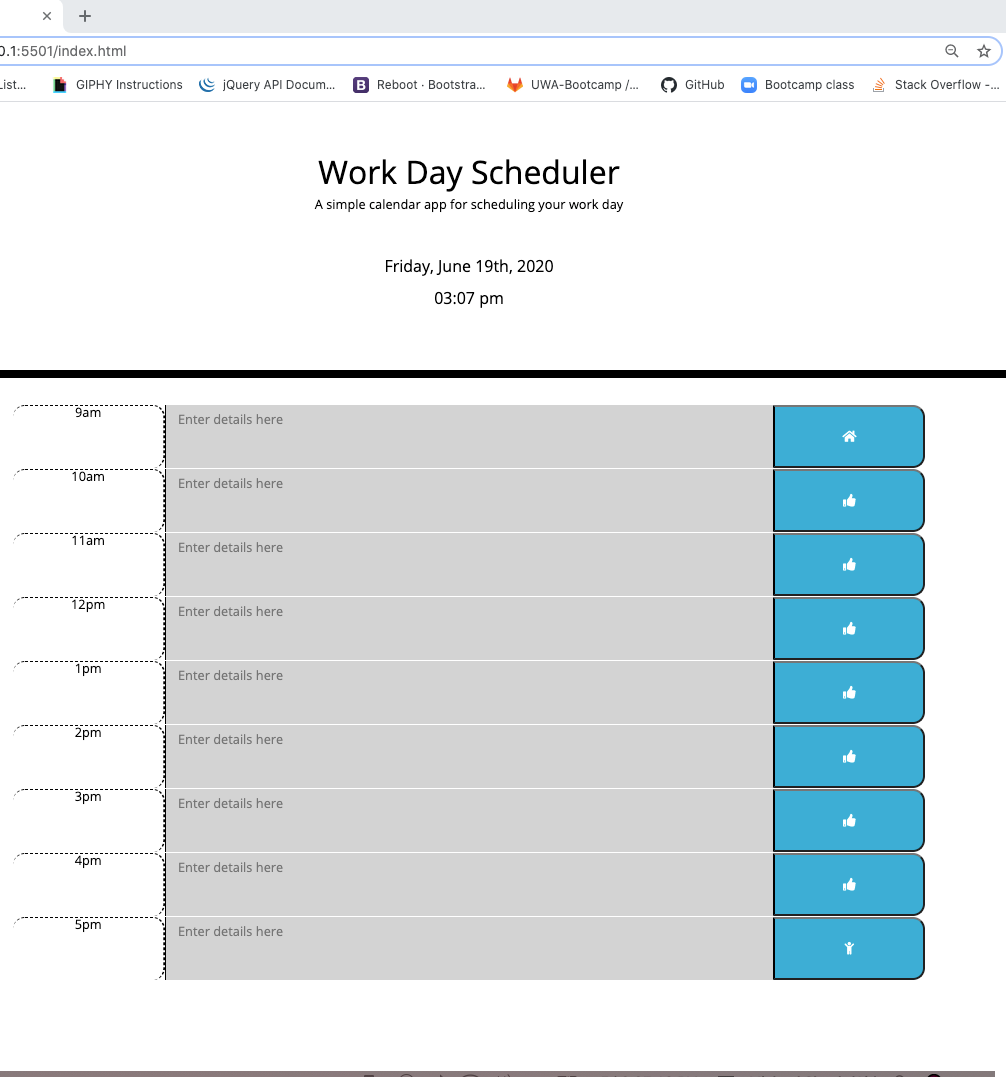 0.1:5501/index.html
List... GIPHY Instructions jQuery API Docum... Reboot · Bootstra... UWA-Bootcamp /... GitHub Bootcamp class Stack Overflow -...
Work Day Scheduler
A simple calendar app for scheduling your work day
Friday, June 19th, 2020
03:07 pm
9am Enter details here
10am Enter details here
11am Enter details here
12pm Enter details here
1pm Enter details here
2pm Enter details here
3pm Enter details here
4pm Enter details here
5pm Enter details here